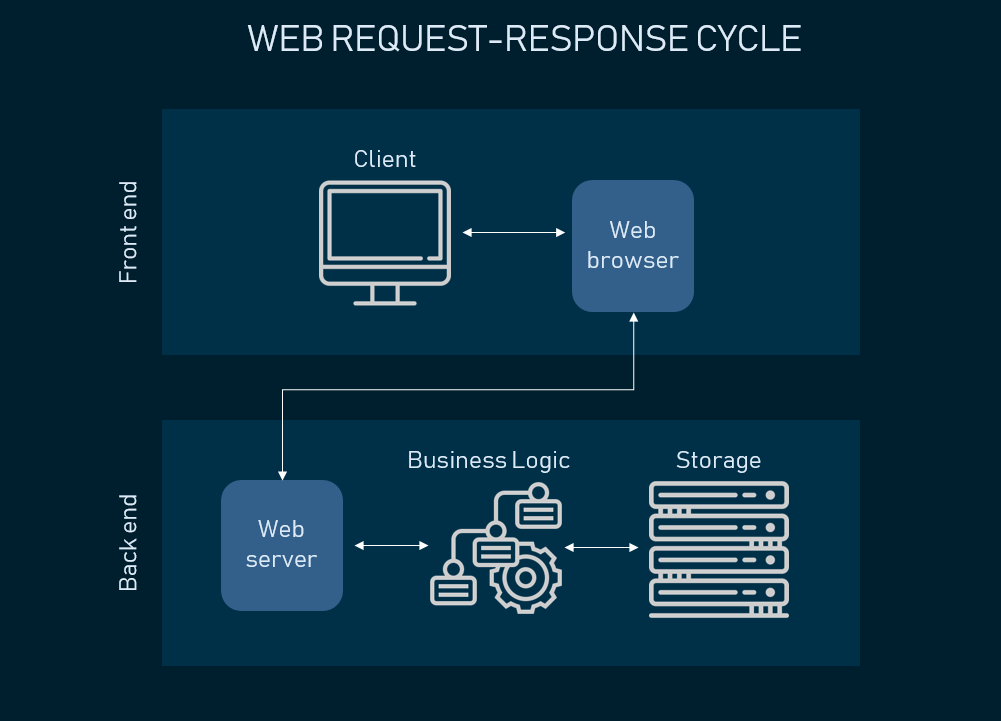 WEB REQUEST-RESPONSE CYCLE
Front end
Client
Web
browser
Back end
Business Logic
Storage
Web
server